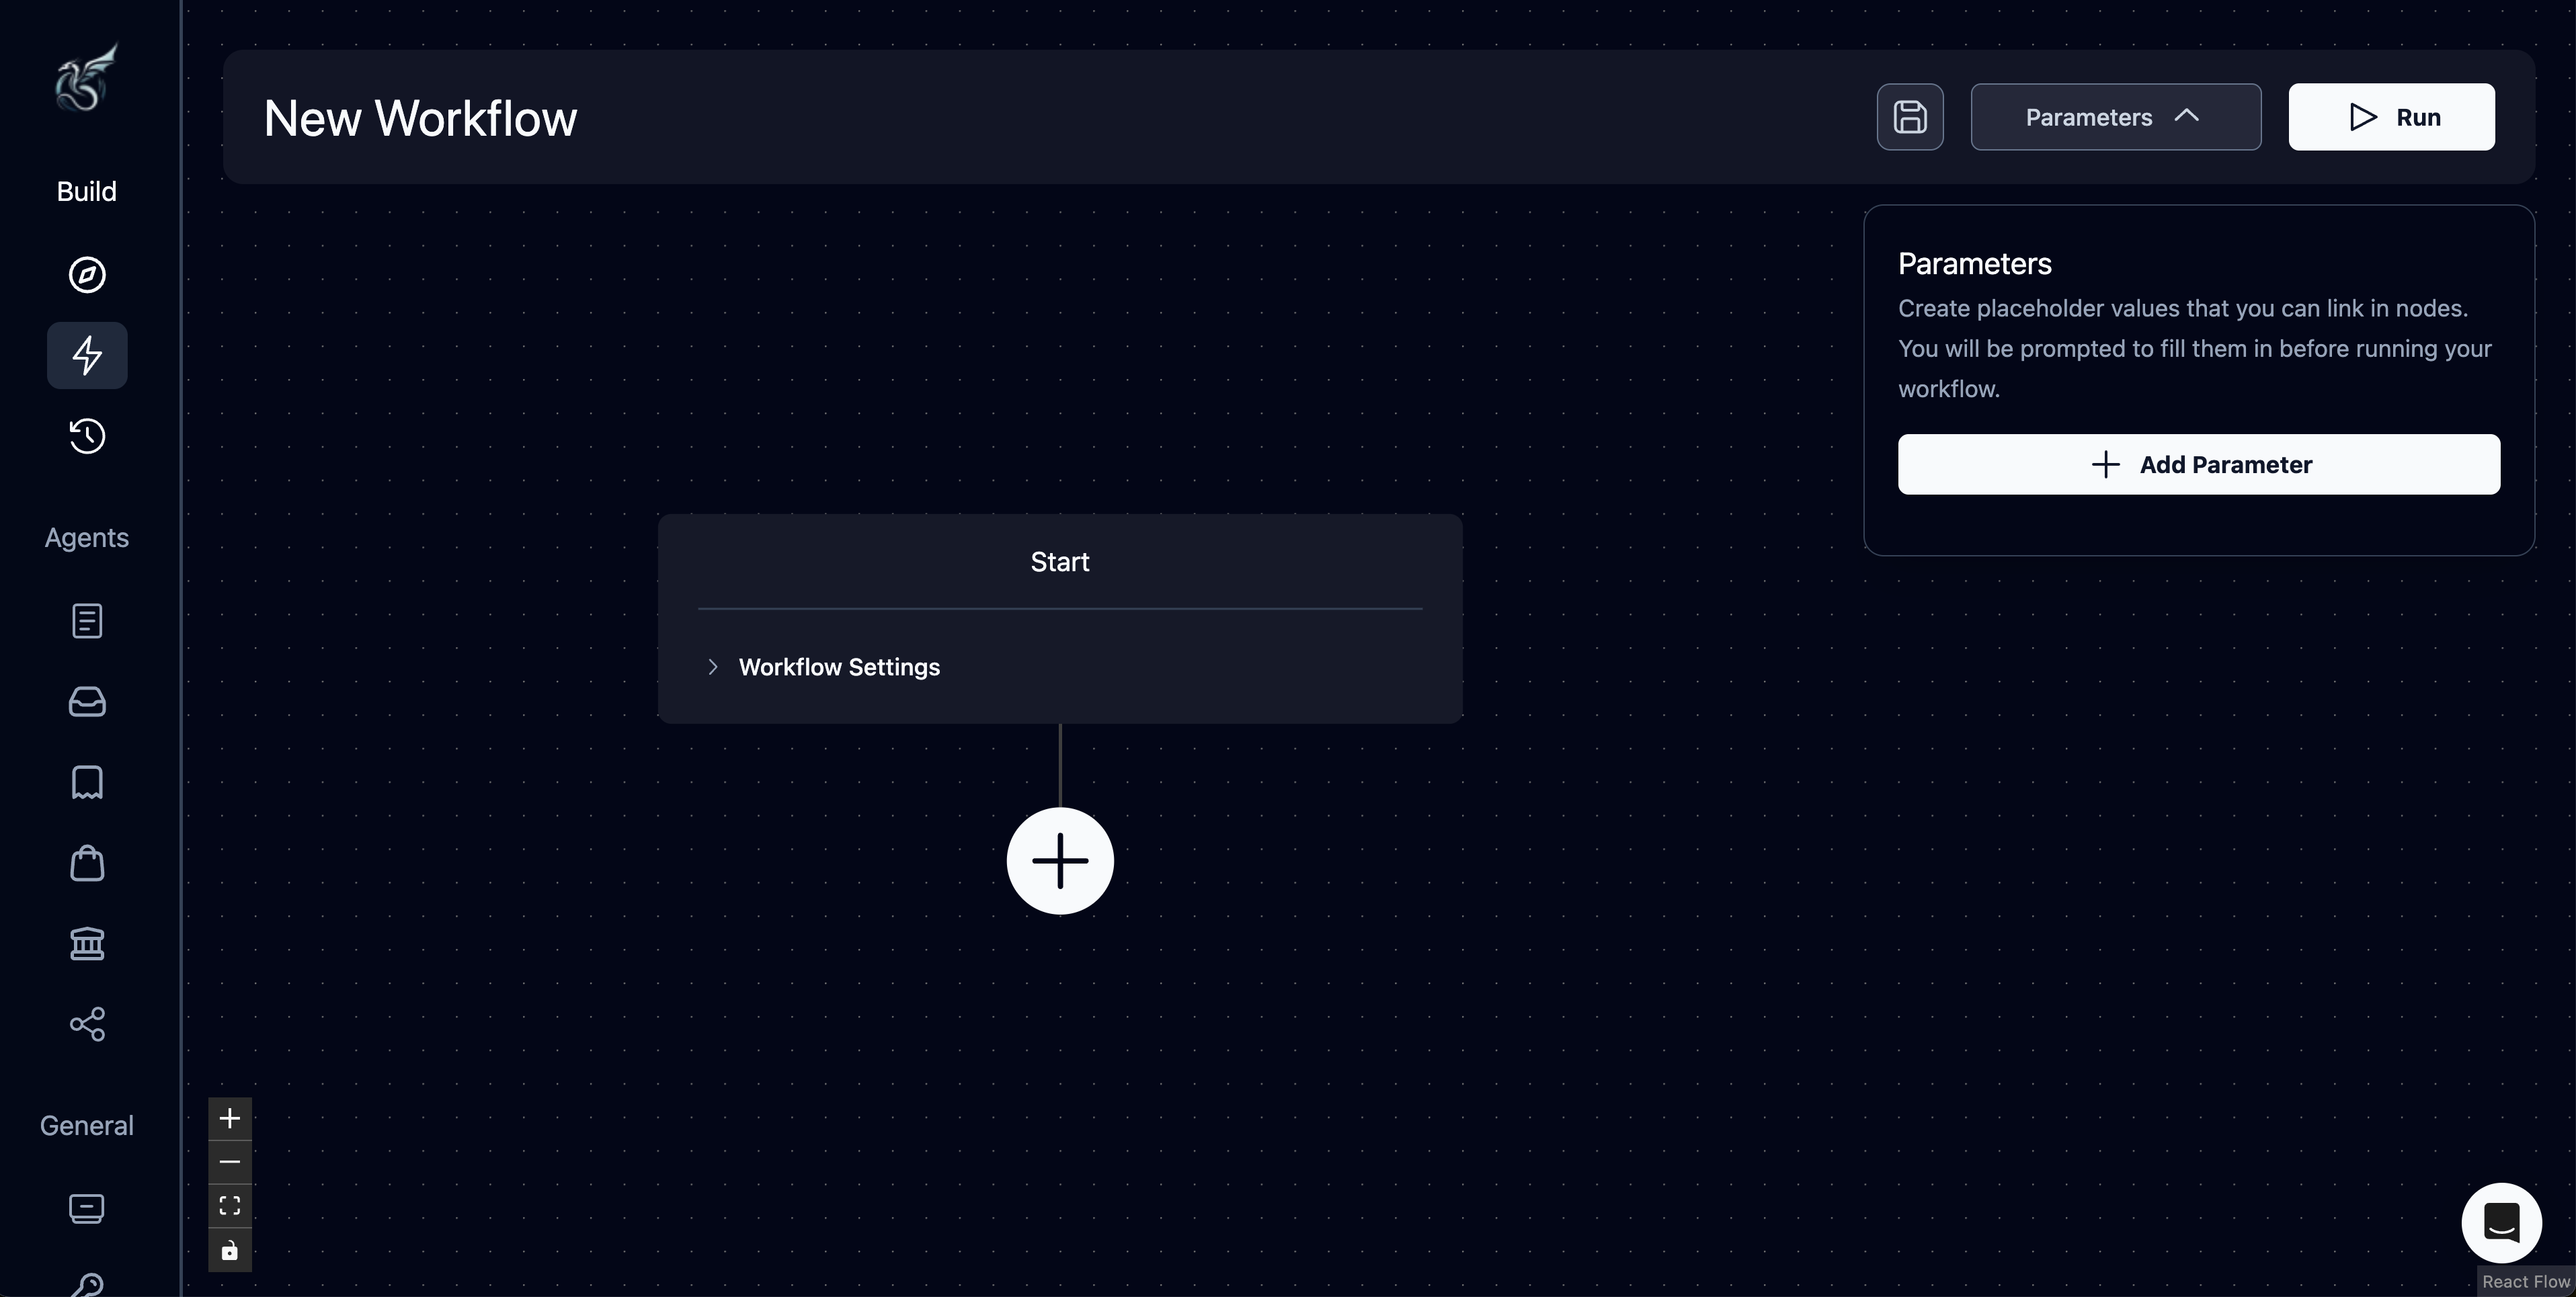 New Workflow
Parameters
Run
Build
Parameters
Create placeholder values that you can link in nodes.
You will be prompted to fill them in before running your
workflow.
Add Parameter
Agents
Start
Workflow Settings
General
React Flow